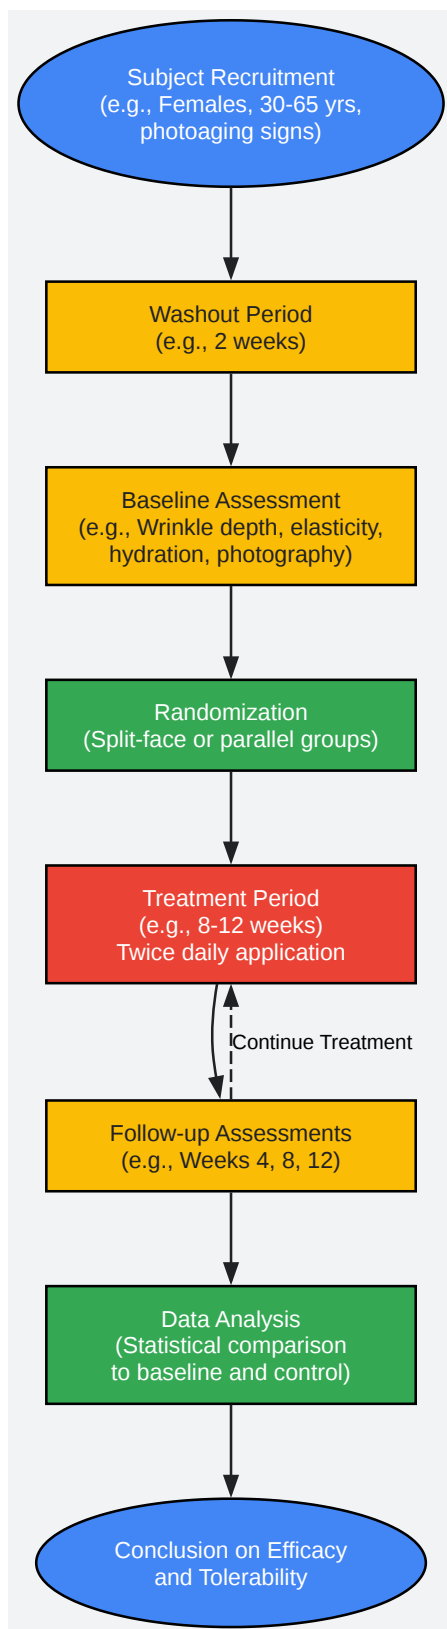 Subject Recruitment
(e.g., Females, 30-65 yrs,
photoaging signs)
Washout Period
(e.g., 2 weeks)
Baseline Assessment
(e.g., Wrinkle depth, elasticity,
hydration, photography)
Randomization
(Split-face or parallel groups)
Treatment Period
(e.g., 8-12 weeks)
Twice daily application
Continue Treatment
Follow-up Assessments
(e.g., Weeks 4, 8, 12)
Data Analysis
(Statistical comparison
to baseline and control)
Conclusion on Efficacy
and Tolerability